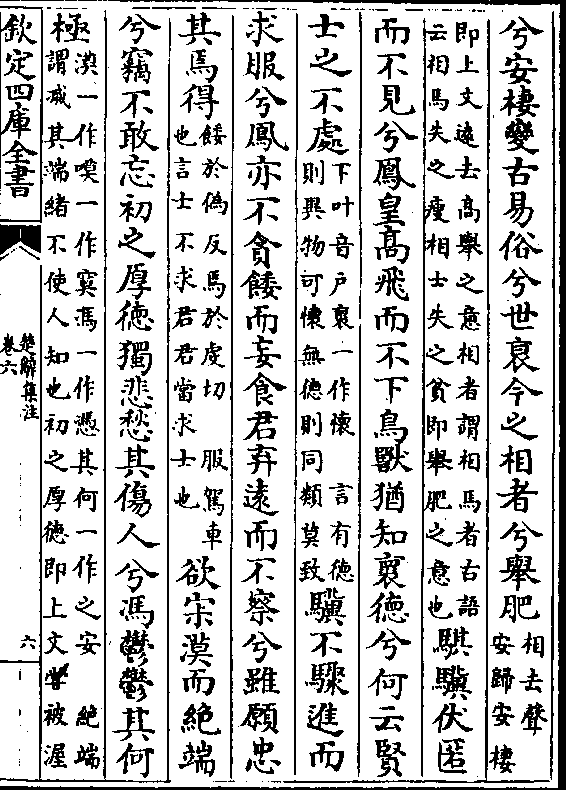 兮安棲變古易俗兮世衰今之相者兮舉肥相去聲安歸安棲
即上文遠去高舉之意相者謂相馬者古語云相馬失之瘦相士失之貧即舉肥之意也騏驥伏匿
而不見兮鳳皇高飛而不下鳥獸猶知褱德兮何云賢
士之不處下叶音戶褱一作懷 言有德則異物可懷無德則同類莫致驥不驟進而
求服兮鳳亦不貪餧而妄食君弃遠而不察兮雖願忠
其焉得餧於偽反焉於虔切 服駕車也言士不求君君當求士也欲宋漠而絶端
兮竊不敢忘初之厚德獨悲愁其傷人兮馮鬱鬱其何
極漠一作嘆一作寞馮一作憑其何一作之安 絶端謂滅其端緒不使人知也初之厚德即上文甞被渥
欽定四庫全書
楚辭集注
卷六
六